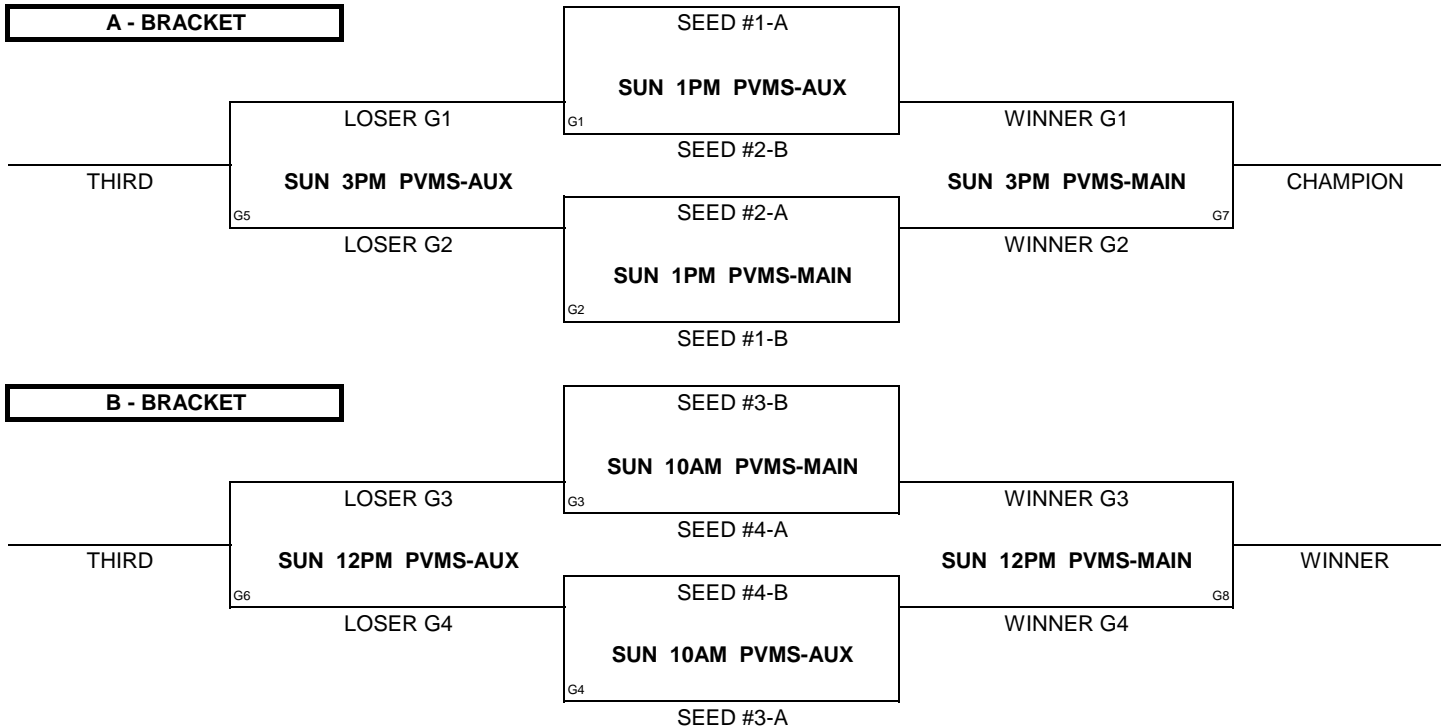 A - BRACKET
SEED #1-A
SUN 1PM PVMS-AUX
LOSER G1
G1
WINNER G1
SEED #2-B
THIRD
SUN 3PM PVMS-AUX
SUN 3PM PVMS-MAIN
CHAMPION
G5
SEED #2-A
G7
LOSER G2
WINNER G2
SUN 1PM PVMS-MAIN
G2
SEED #1-B
B - BRACKET
SEED #3-B
SUN 10AM PVMS-MAIN
LOSER G3
G3
WINNER G3
SEED #4-A
THIRD
SUN 12PM PVMS-AUX
SUN 12PM PVMS-MAIN
WINNER
G6
SEED #4-B
G8
LOSER G4
WINNER G4
SUN 10AM PVMS-AUX
G4
SEED #3-A